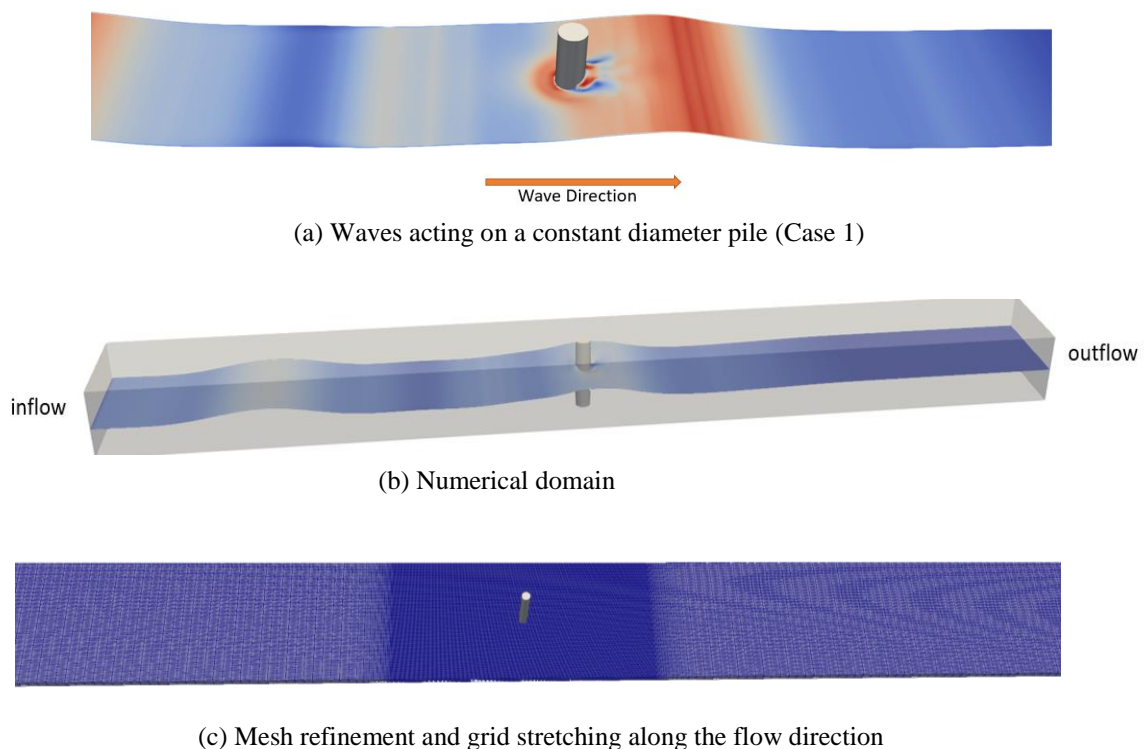 Wave Direction
(a) Waves acting on a constant diameter pile (Case 1)
inflow
outflow
(b) Numerical domain
(c) Mesh refinement and grid stretching along the flow direction